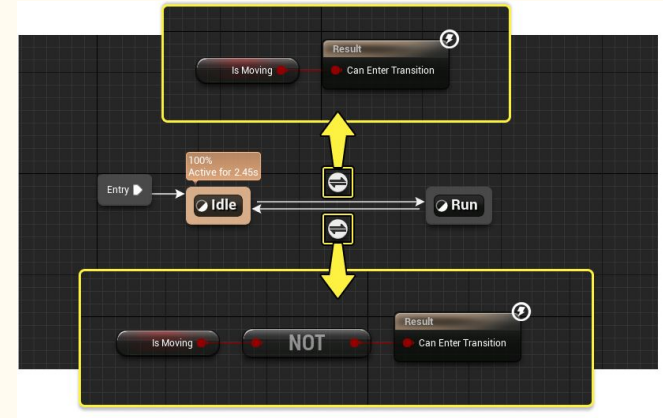 Result
Is Moving
Can Enter Transition
100%
Active for 2.45s
Entry
Idle
Run
Result
Is Moving
NOT
Can Enter Transition